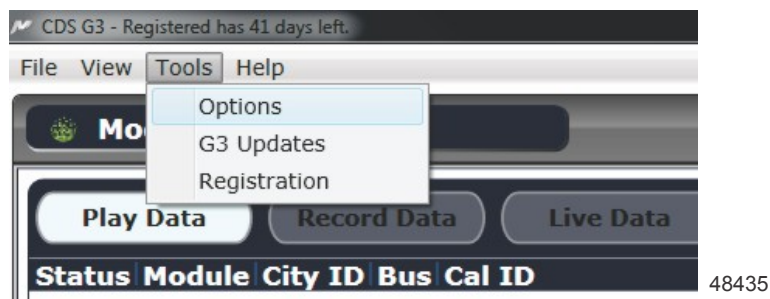 CDS G3 - Registered has 41 days left.
File View Tools Help
Options
Mo
G3 Updates
Registration
Play Data Record Data Live Data
Status Module City ID Bus Cal ID
48435